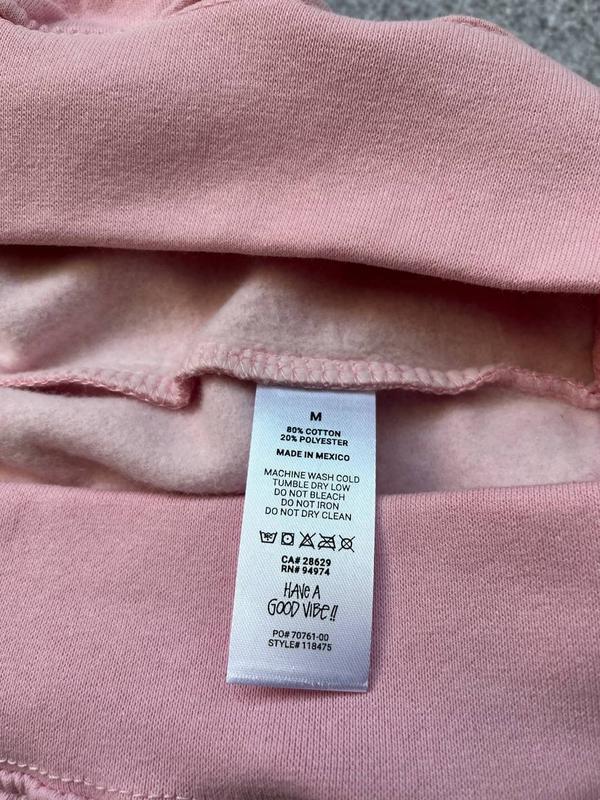 M
80% COTTON
20% POLYESTER
MADE IN MEXICO
MACHINE WASH COLD
TUMBLE DRY LOW
DO NOT BLEACH
DO NOT IRON
DO NOT DRY CLEAN
CA# 28629
RN# 94974
HAVE A
GOOD VIBE!!
PO# 70761-00
STYLE# 118475